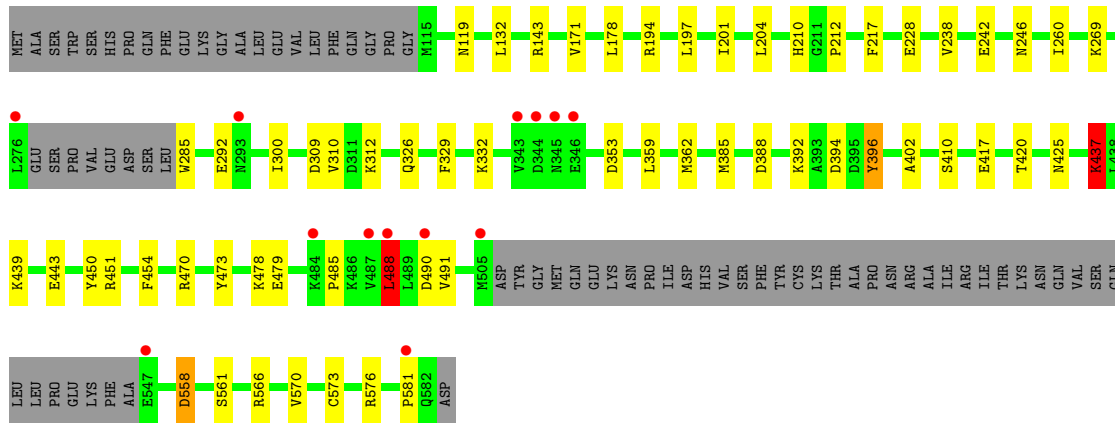 MET ALA SER TRP SER HIS PRO GLN PHE GLU LYS GLY ALA LEU GLU VAL LEU PHE GLN GLY PRO GLY M115 N119 L132 R143 V171 L178 R194 L197 I201 L204 H210 G211 P212 F217 E228 V238 E242 N246 I260 K269
L276 GLU SER PRO VAL GLU ASP SER LEU W285 E292 N293 I300 D309 V310 D311 K312 Q326 F329 K332 V343 D344 N345 E346 D353 L359 M362 M385 D388 K392 A393 D394 D395 Y396 A402 S410 E417 T420 N425 K437 L438
K439 E443 Y450 R451 F454 R470 Y473 K478 E479 K484 P485 K486 V487 L488 L489 D490 V491 M505 ASP TYR GLY MET GLN GLU LYS ASN PRO ILE ASP HIS VAL SER PHE TYR CYS LYS THR ALA PRO ASN ARG ALA ILE ARG ILE THR LYS ASN GLN VAL SER GLN
LEU LEU PRO GLU LYS PHE ALA E547 D558 S561 R566 V570 C573 R576 P581 Q582 ASP